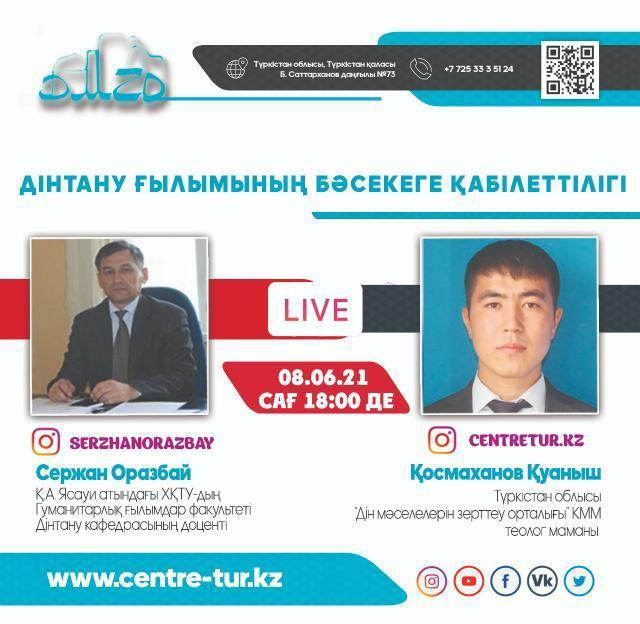 Түркістан облысы, Түркістан қаласы
Б. Саттарханов даңғылы №73
+7 725 33 3 51 24
ДІНТАНУ ҒЫЛЫМЫНЫҢ БӘСЕКЕГЕ ҚАБІЛЕТТІЛІГІ
LIVE
08.06.21
САҒ 18:00 ДЕ
SERZHANORAZBAY
Сержан Оразбай
Қ.А. Ясауи атындағы ХҚТУ-дың
Гуманитарлық ғылымдар факультеті
Дінтану кафедрасының доценті
CENTRETUR.KZ
Қосмаханов Қуаныш
Түркістан облысы
"Дін мәселелерін зерттеу орталығы" КММ
теолог маманы
www.centre-tur.kz